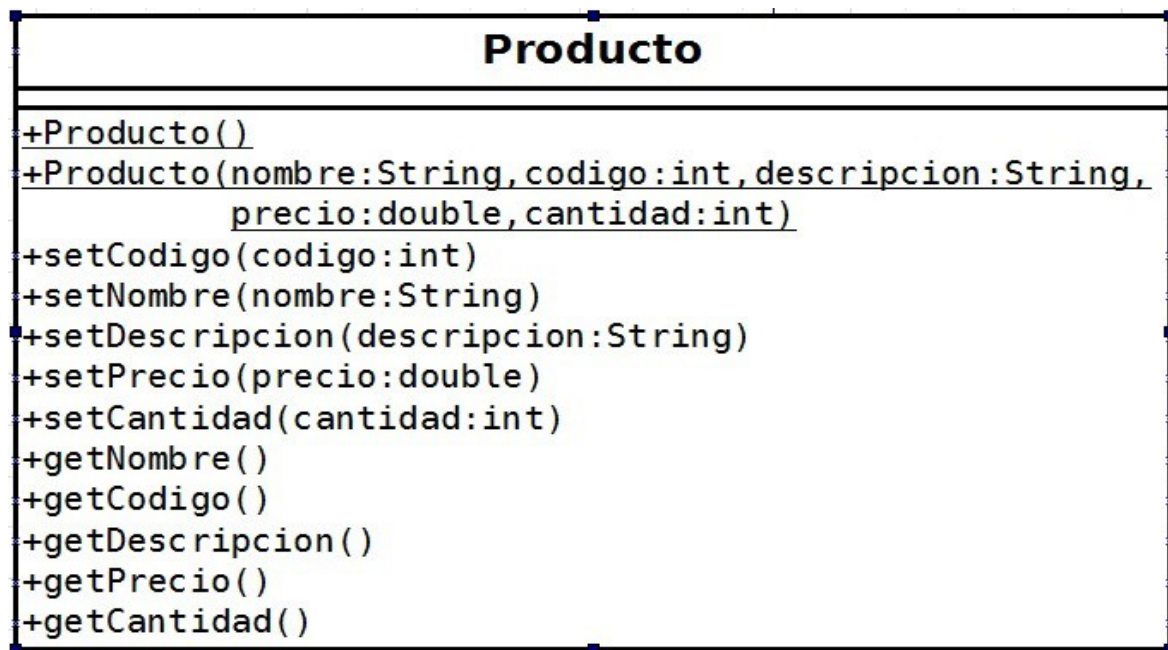 Producto
+Producto()
+Producto(nombre:String,codigo:int,descripcion:String,
precio:double,cantidad:int)
+setCodigo(codigo:int)
+setNombre(nombre:String)
+setDescripcion(descripcion:String)
+setPrecio(precio:double)
+setCantidad(cantidad:int)
+getNombre()
+getCodigo()
+getDescripcion()
+getPrecio()
+getCantidad()